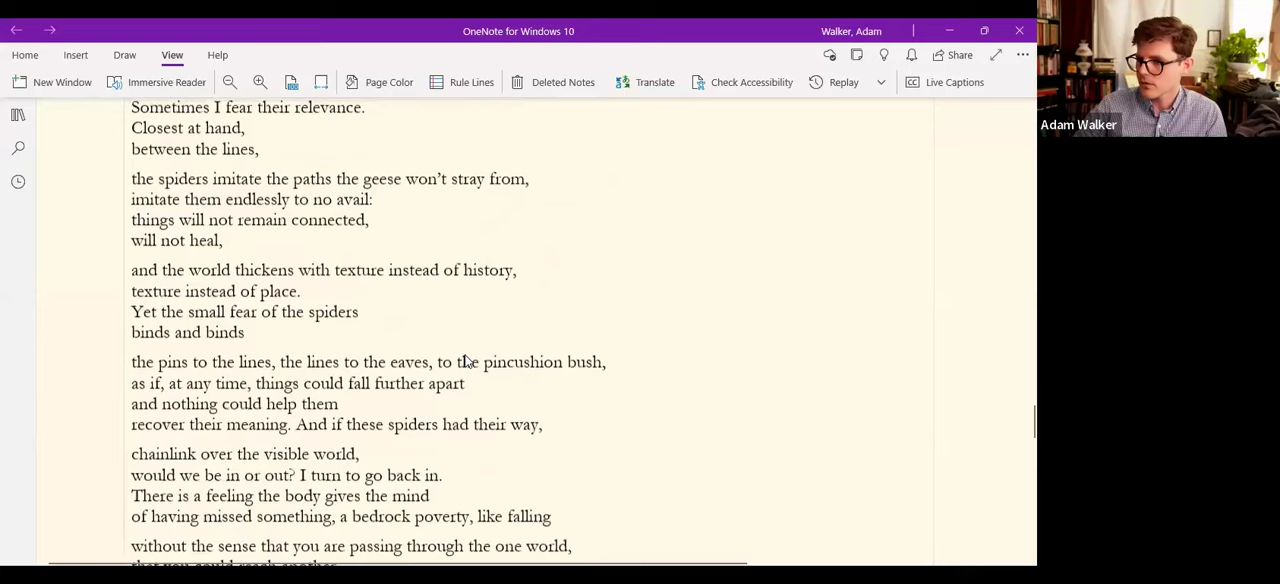 OneNote for Windows 10
Walker, Adam
Home
Insert
Draw
View
Help
Share
New Window
Immersive Reader
Page Color
Rule Lines
Deleted Notes
Translate
Check Accessibility
Replay
Live Captions
Adam Walker
Sometimes I fear their relevance.
Closest at hand,
between the lines,
the spiders imitate the paths the geese won't stray from,
imitate them endlessly to no avail:
things will not remain connected,
will not heal,
and the world thickens with texture instead of history,
texture instead of place.
Yet the small fear of the spiders
binds and binds
the pins to the lines, the lines to the eaves, to the pincushion bush,
as if, at any time, things could fall further apart
and nothing could help them
recover their meaning. And if these spiders had their way,
chainlink over the visible world,
would we be in or out? I turn to go back in.
There is a feeling the body gives the mind
of having missed something, a bedrock poverty, like falling
without the sense that you are passing through the one world,
that you could reach another